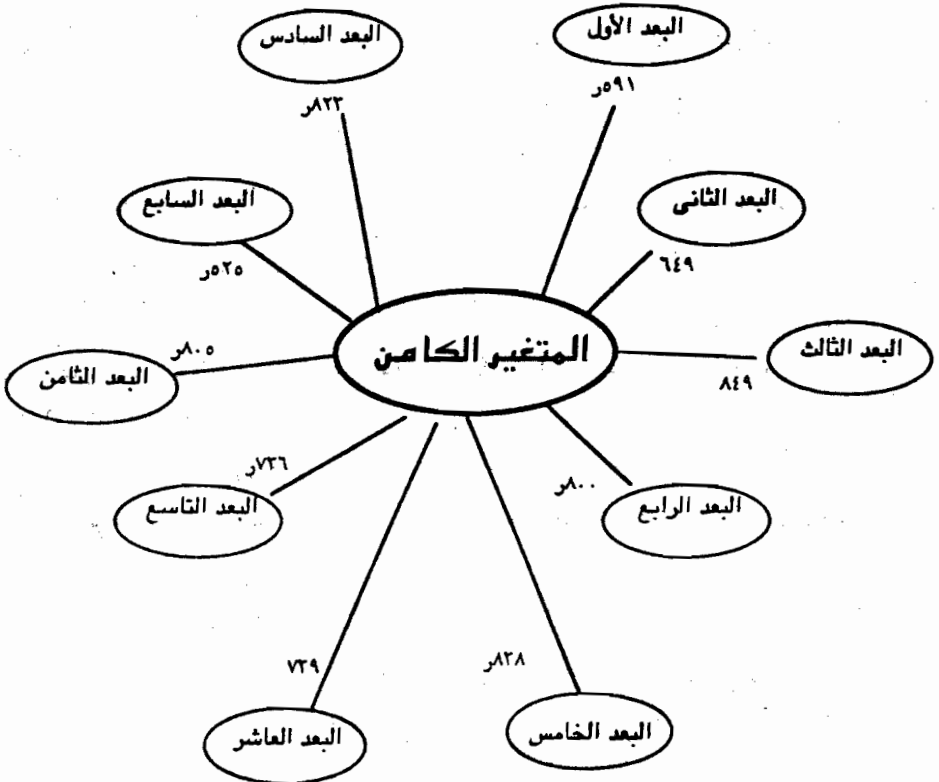 البعد الأول
٥٩١ر
البعد الثانى
٦٤٩
البعد الثالث
٨٤٩
البعد الرابع
٨٠٠ر
البعد الخامس
٨٣٨ر
البعد السادس
٨٢٣ر
البعد السابع
٥٢٥ر
البعد الثامن
٨٠٥ر
البعد التاسع
٧٣٦ر
البعد العاشر
٧٣٩
المتغير الكامن